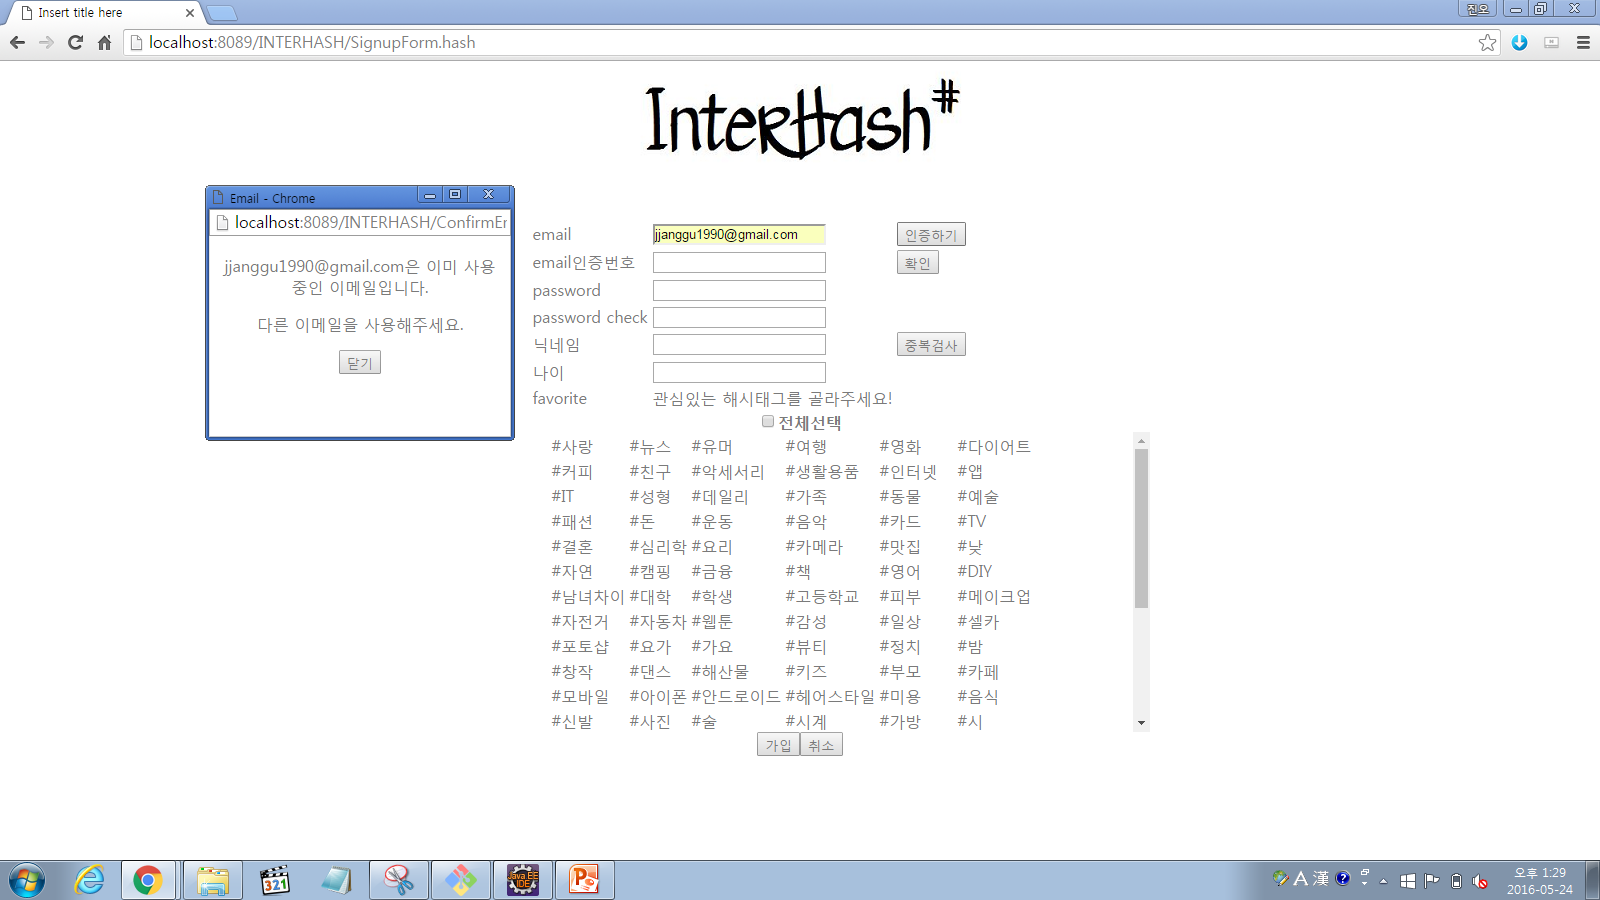 Insert title here
진오
localhost:8089/INTERHASH/SignupForm.hash
InterHash#
Email - Chrome
localhost:8089/INTERHASH/ConfirmEr
jjanggu1990@gmail.com은 이미 사용
중인 이메일입니다.
다른 이메일을 사용해주세요.
닫기
email jjanggu1990@gmail.com 인증하기
email인증번호 확인
password
password check
닉네임 중복검사
나이
favorite 관심있는 해시태그를 골라주세요!
전체선택
#사랑 #뉴스 #유머 #여행 #영화 #다이어트
#커피 #친구 #악세서리 #생활용품 #인터넷 #앱
#IT #성형 #데일리 #가족 #동물 #예술
#패션 #돈 #운동 #음악 #카드 #TV
#결혼 #심리학 #요리 #카메라 #맛집 #낮
#자연 #캠핑 #금융 #책 #영어 #DIY
#남녀차이 #대학 #학생 #고등학교 #피부 #메이크업
#자전거 #자동차 #웹툰 #감성 #일상 #셀카
#포토샵 #요가 #가요 #뷰티 #정치 #밤
#창작 #댄스 #해산물 #키즈 #부모 #카페
#모바일 #아이폰 #안드로이드 #헤어스타일 #미용 #음식
#신발 #사진 #술 #시계 #가방 #시
가입 취소
321
Java EE
IDE
A 漢
오후 1:29
2016-05-24